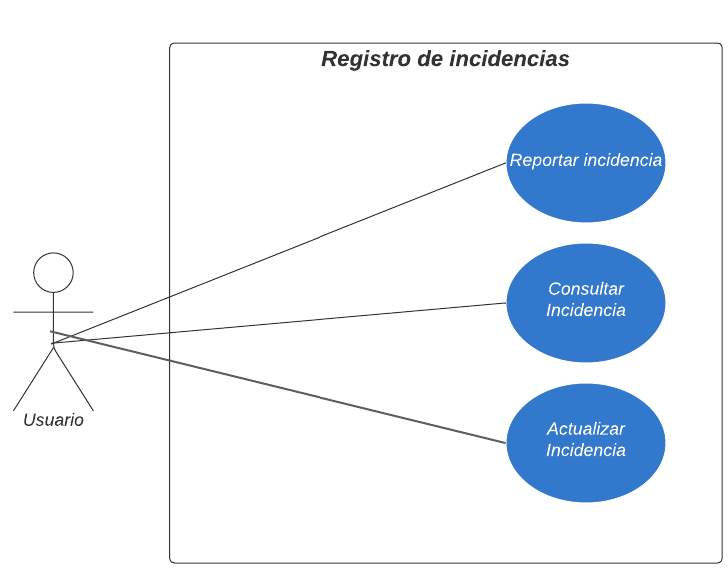 Registro de incidencias
Reportar incidencia
Consultar
Incidencia
Actualizar
Incidencia
Usuario